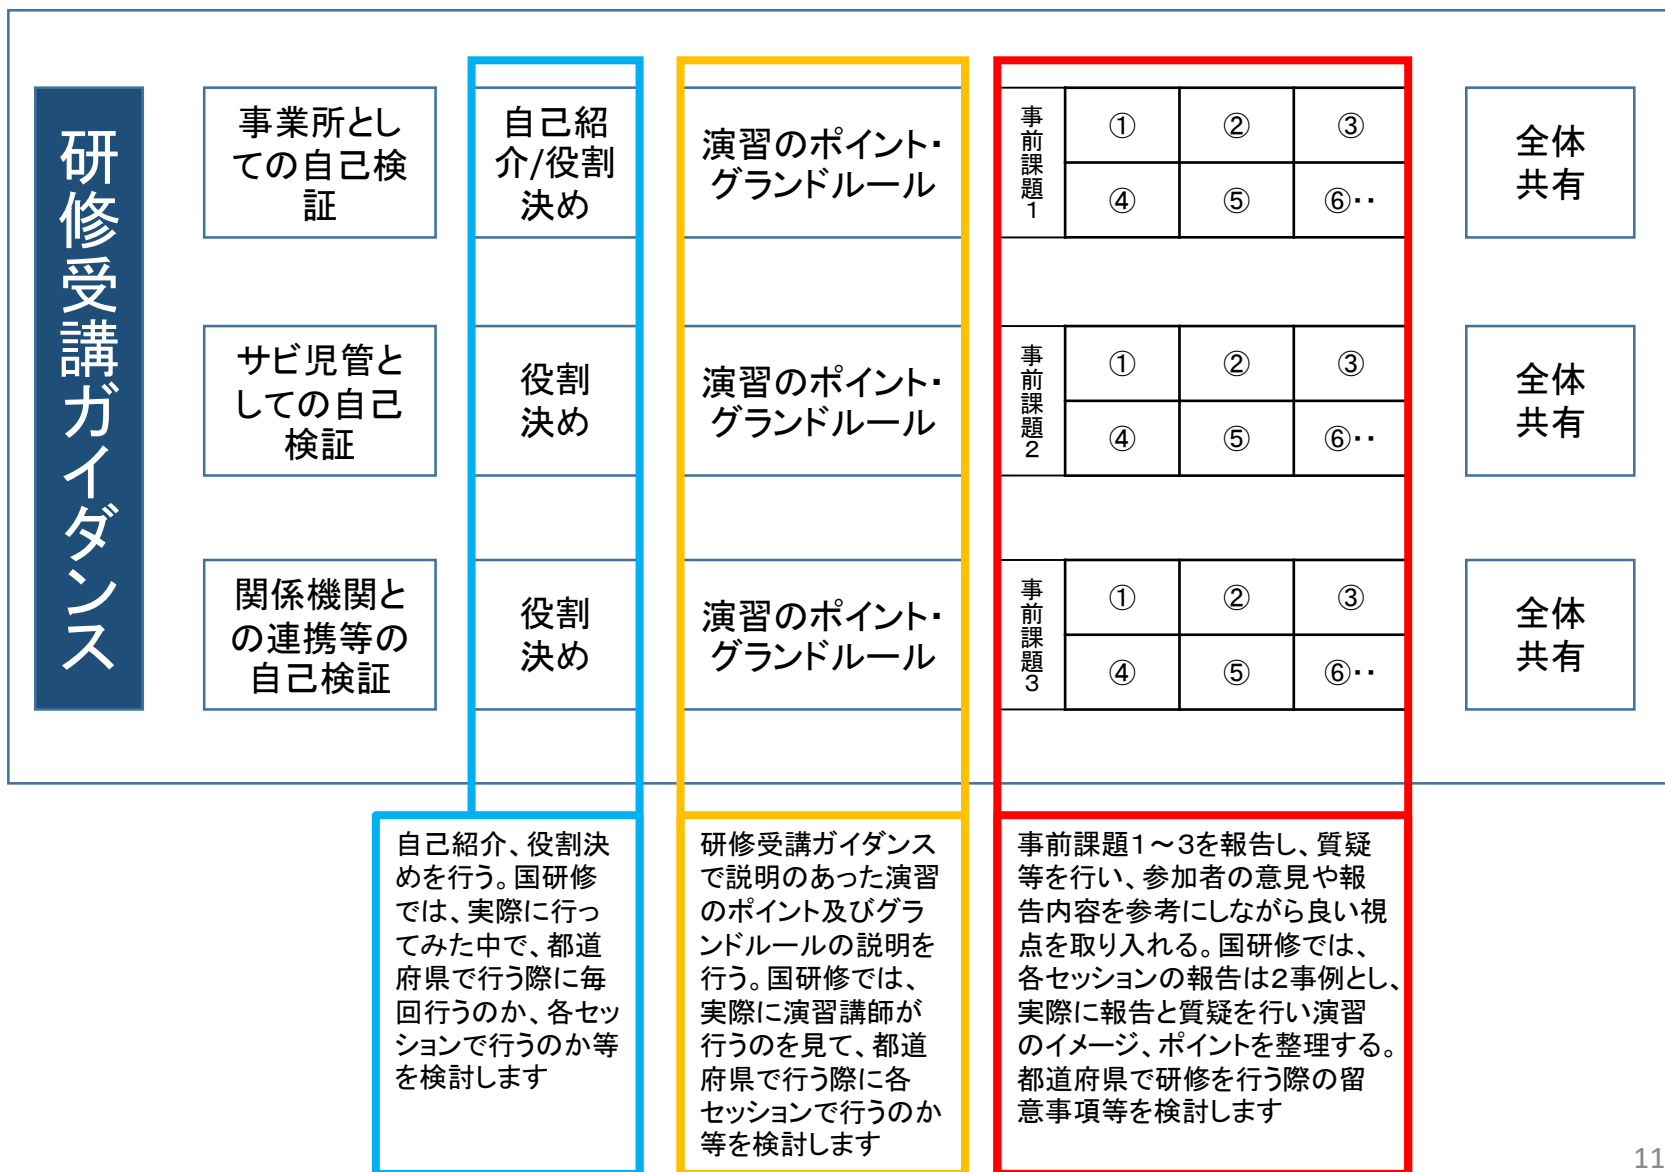 研修受講ガイダンス
事業所とし
ての自己検
証
自己紹
介/役割
決め
演習のポイント・
グランドルール
事前課題1
① ② ③
④ ⑤ ⑥・・
全体
共有
サビ児管と
しての自己
検証
役割
決め
演習のポイント・
グランドルール
事前課題2
① ② ③
④ ⑤ ⑥・・
全体
共有
関係機関と
の連携等の
自己検証
役割
決め
演習のポイント・
グランドルール
事前課題3
① ② ③
④ ⑤ ⑥・・
全体
共有
自己紹介、役割決
めを行う。国研修
では、実際に行っ
てみた中で、都道
府県で行う際に毎
回行うのか、各セッ
ションで行うのか等
を検討します
研修受講ガイダンス
で説明のあった演習
のポイント及びグラ
ンドルールの説明を
行う。国研修では、
実際に演習講師が
行うのを見て、都道
府県で行う際に各
セッションで行うのか
等を検討します
事前課題1～3を報告し、質疑
等を行い、参加者の意見や報
告内容を参考にしながら良い視
点を取り入れる。国研修では、
各セッションの報告は2事例とし、
実際に報告と質疑を行い演習
のイメージ、ポイントを整理する。
都道府県で研修を行う際の留
意事項等を検討します
11